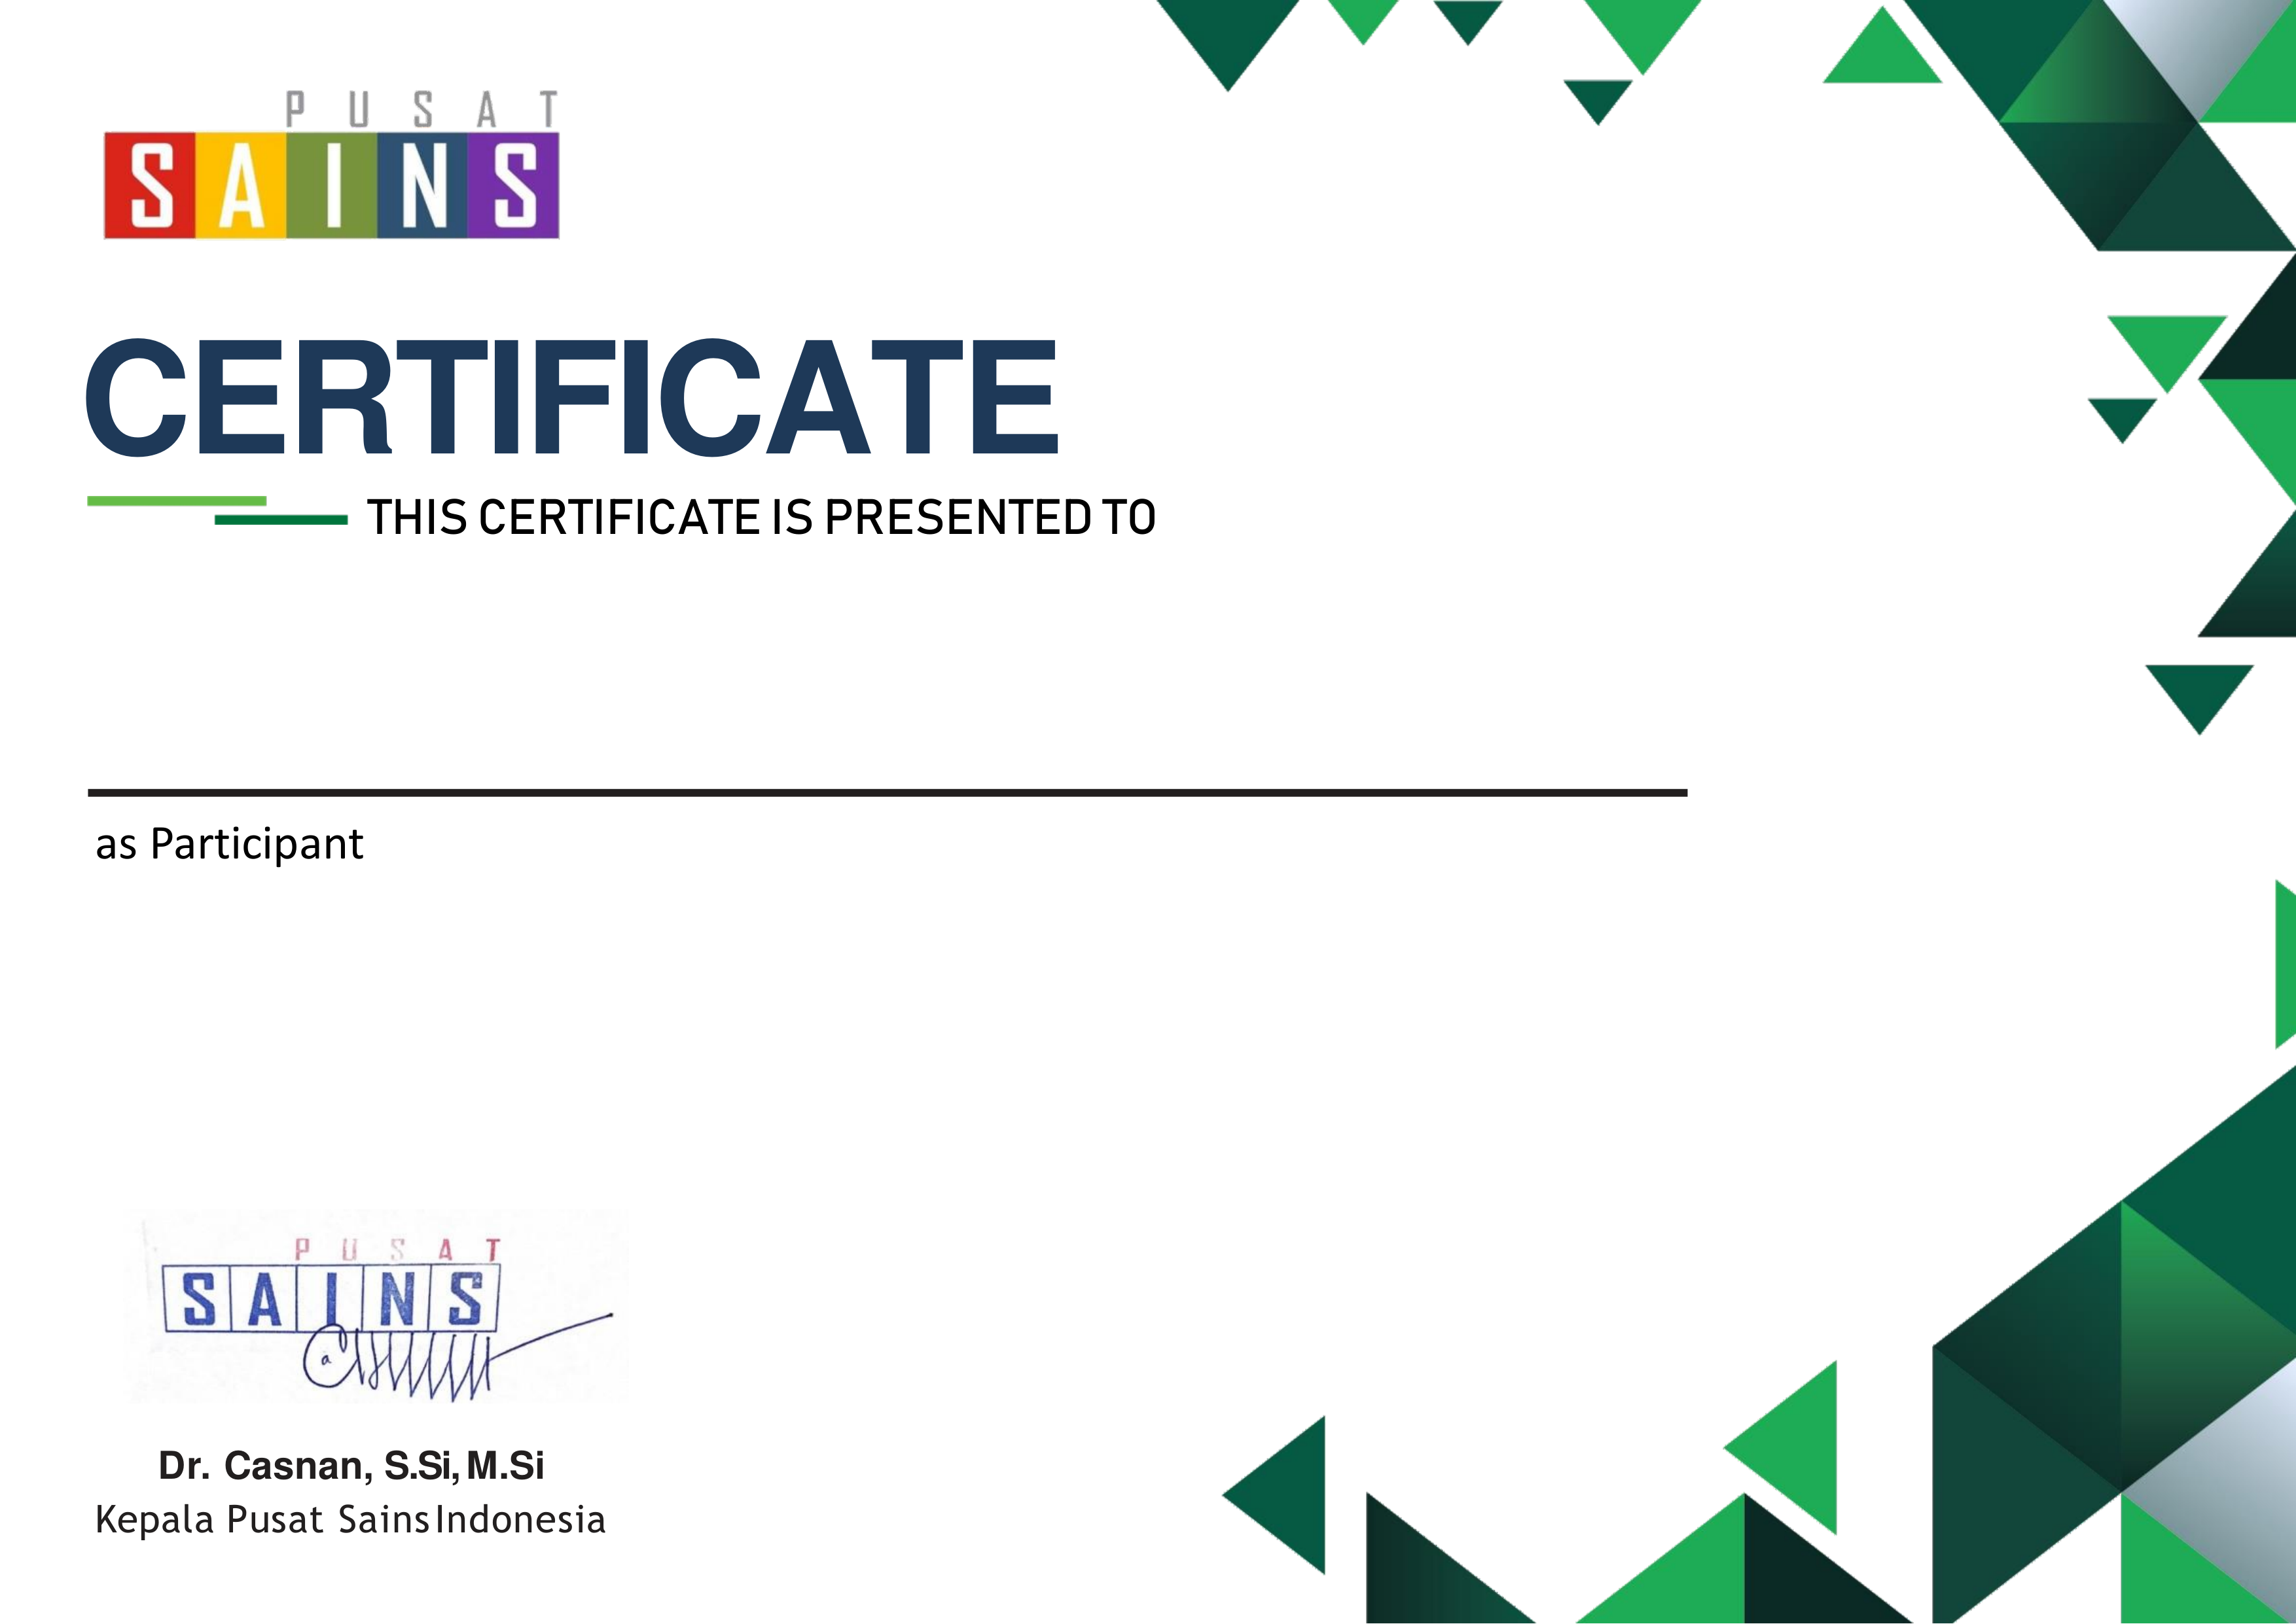 PUSAT
SAINS
CERTIFICATE
THIS CERTIFICATE IS PRESENTED TO
as Participant
PUSAT
SAINS
Dr. Casnan, S.Si, M.Si
Kepala Pusat Sains Indonesia